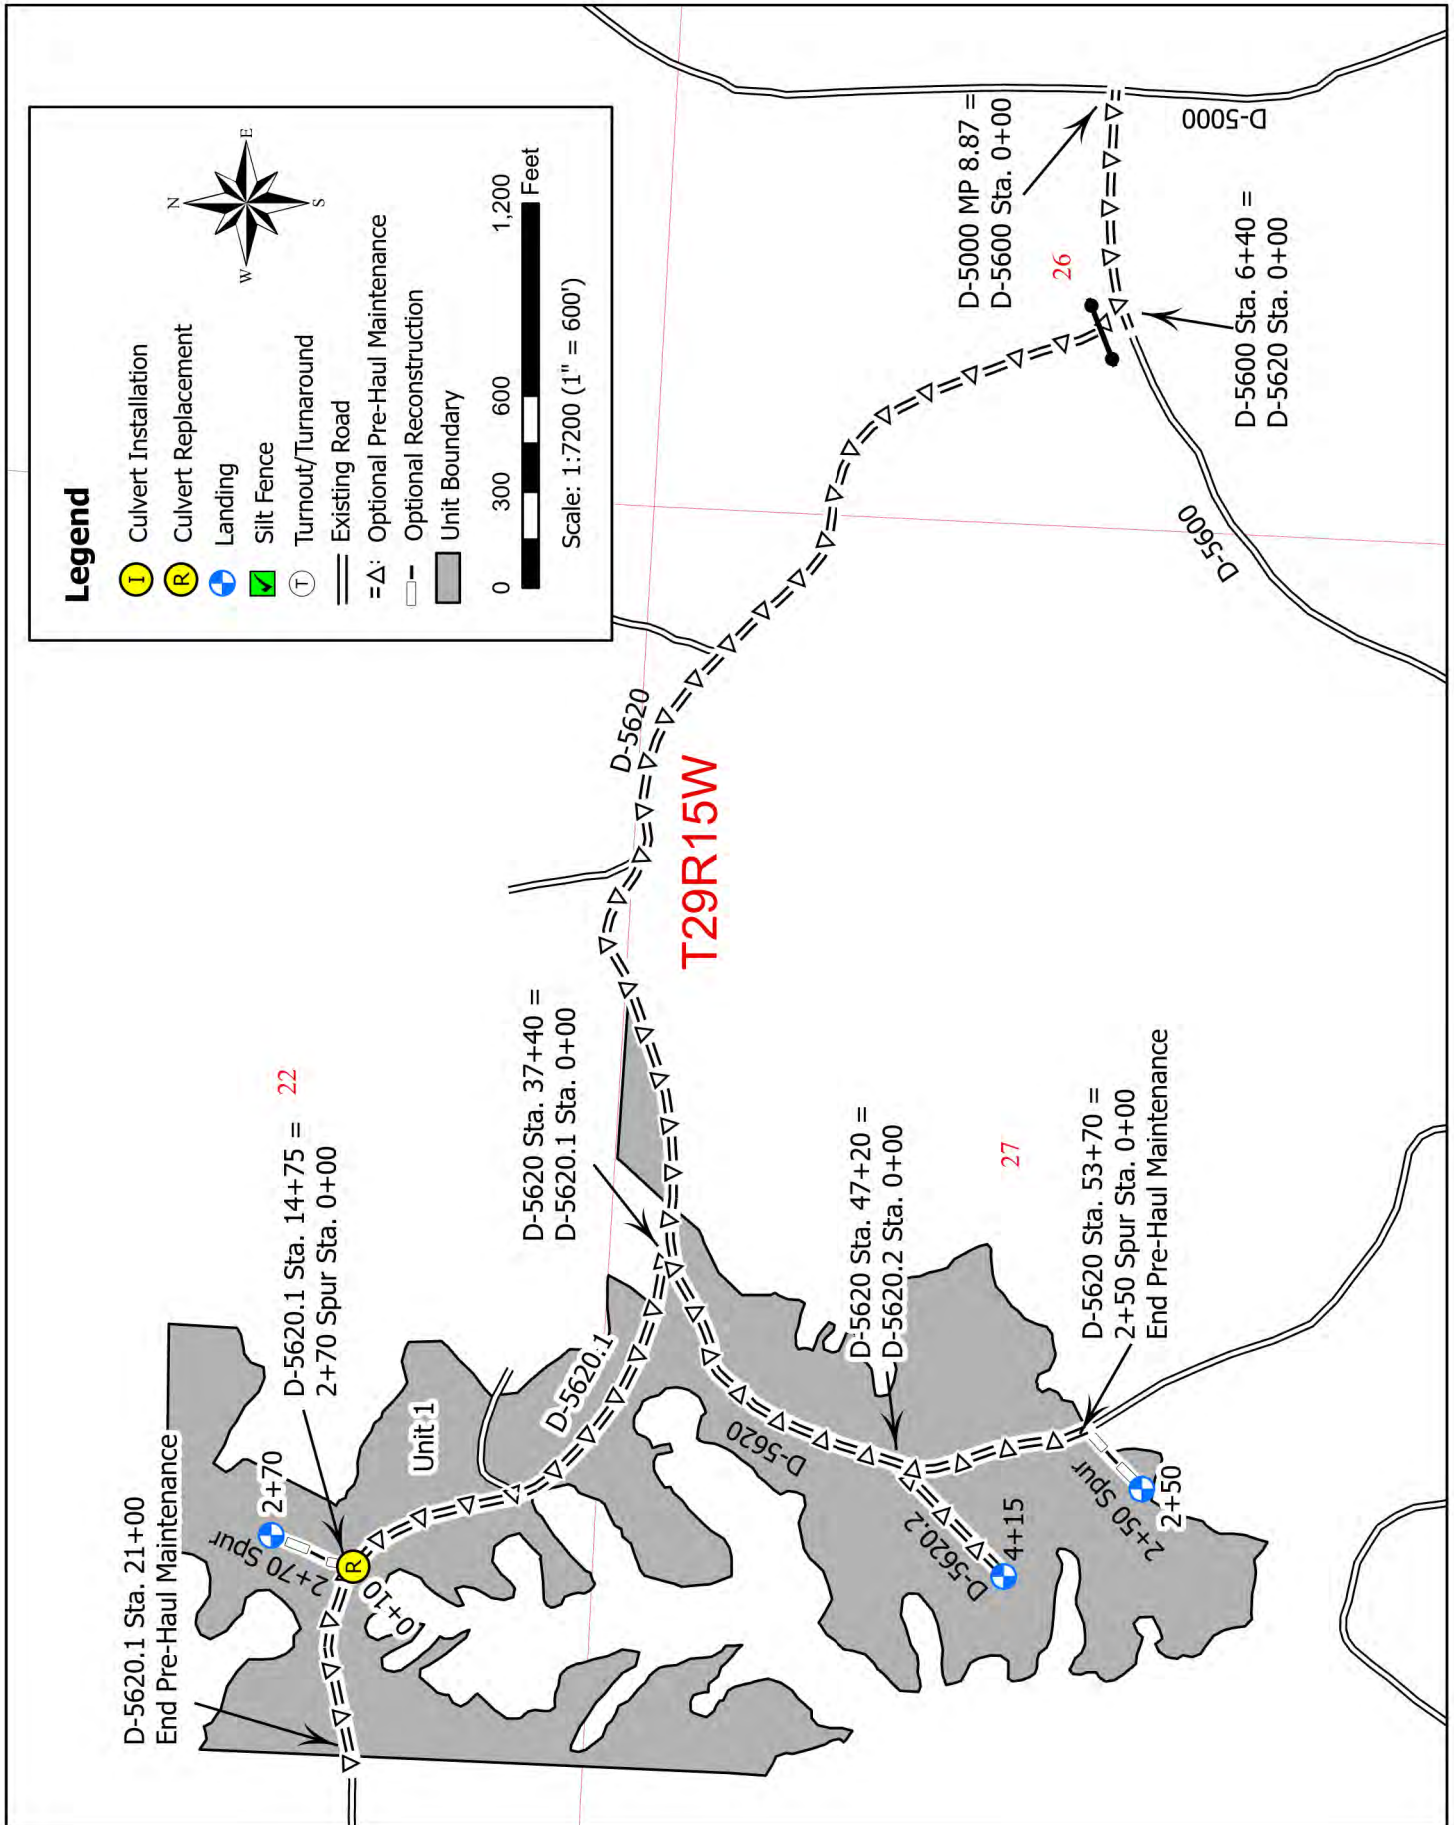 Legend
I Culvert Installation
R Culvert Replacement
Landing
Silt Fence
T Turnout/Turnaround
Existing Road
Optional Pre-Haul Maintenance
Optional Reconstruction
Unit Boundary
N
W E
S
0 300 600 1,200
Feet
Scale: 1:7200 (1" = 600')
D-5620.1 Sta. 21+00
End Pre-Haul Maintenance
D-5620.1 Sta. 14+75 =
2+70 Spur Sta. 0+00
22
2+70
2+70 Spur
R
10+10
Unit 1
D-5620.1
D-5620 Sta. 37+40 =
D-5620.1 Sta. 0+00
D-5620
T29R15W
D-5620
D-5620 Sta. 47+20 =
D-5620.2 Sta. 0+00
D-5620.2
4+15
27
D-5620 Sta. 53+70 =
2+50 Spur Sta. 0+00
End Pre-Haul Maintenance
2+50 Spur
2+50
D-5000 MP 8.87 =
D-5600 Sta. 0+00
26
D-5000
D-5600 Sta. 6+40 =
D-5620 Sta. 0+00
D-5600